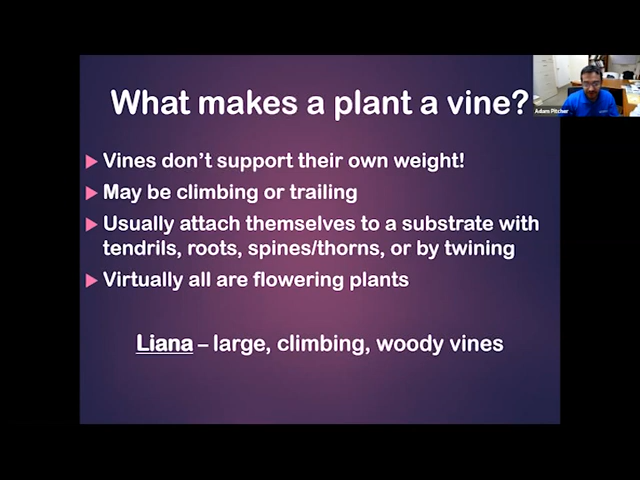 What makes a plant a vine?
Adam Pitcher
Vines don't support their own weight!
May be climbing or trailing
Usually attach themselves to a substrate with
tendrils, roots, spines/thorns, or by twining
Virtually all are flowering plants
Liana – large, climbing, woody vines